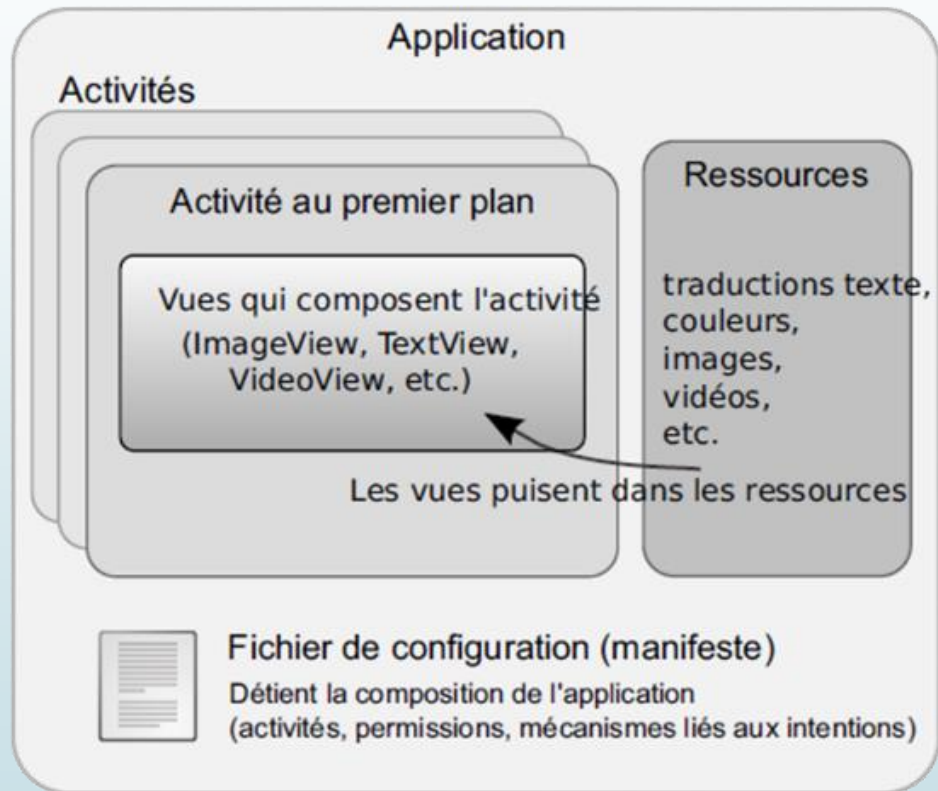 Application
Activités
Activité au premier plan
Vues qui composent l'activité
(ImageView, TextView,
VideoView, etc.)
Ressources
traductions texte,
couleurs,
images,
vidéos,
etc.
Les vues puisent dans les ressources
Fichier de configuration (manifeste)
Détient la composition de l'application
(activités, permissions, mécanismes liés aux intentions)